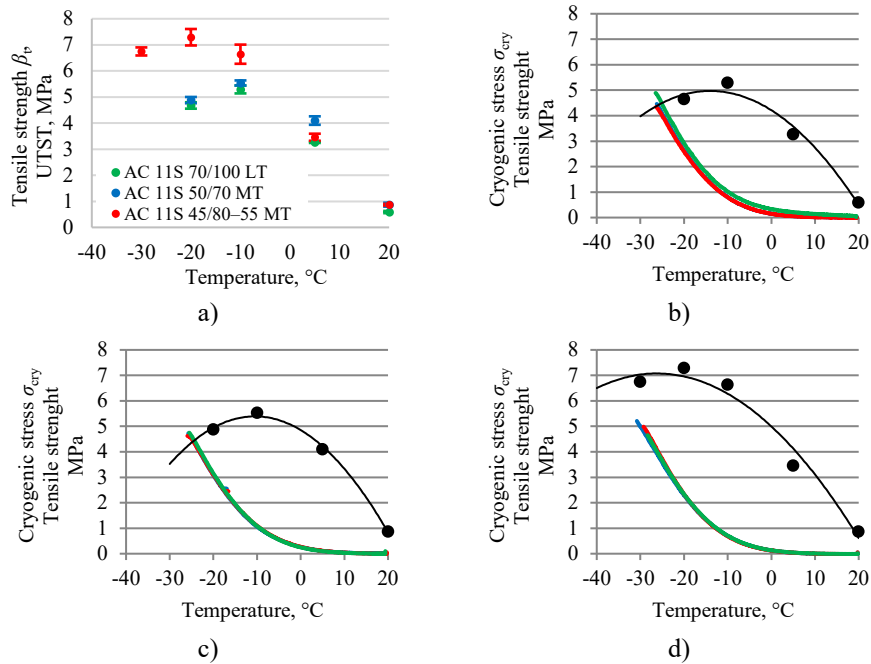 Tensile strength βt,
UTST, MPa
8
7
6
5
4
3
2
1
0
AC 11S 70/100 LT
AC 11S 50/70 MT
AC 11S 45/80–55 MT
-40 -30 -20 -10 0 10 20
Temperature, °C
a)
Cryogenic stress σcry
Tensile strenght
MPa
8
7
6
5
4
3
2
1
0
-40 -30 -20 -10 0 10 20
Temperature, °C
b)
Cryogenic stress σcry
Tensile strenght
MPa
8
7
6
5
4
3
2
1
0
-40 -30 -20 -10 0 10 20
Temperature, °C
c)
Cryogenic stress σcry
Tensile strenght
MPa
8
7
6
5
4
3
2
1
0
-40 -30 -20 -10 0 10 20
Temperature, °C
d)